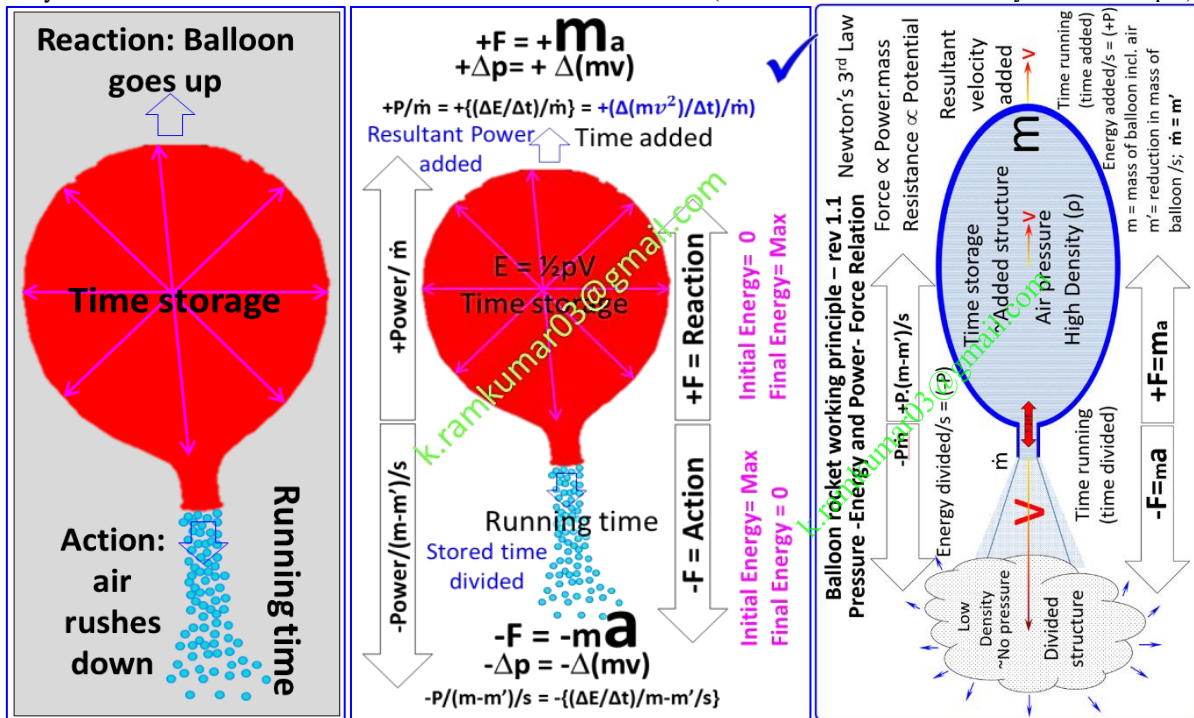 Reaction: Balloon
goes up
Time storage
Action:
air
rushes
down
Running time
+F = +ma
+Δp= + Δ(mv)
+P/ṁ = +{(ΔE/Δt)/ṁ} = +(Δ(mv²)/Δt)/ṁ)
Resultant Power
added
Time added
+Power/ ṁ
-Power/(m-m’)/s
E = ½pV
Time storage
+F = Reaction
-F = Action
Initial Energy= 0
Final Energy= Max
Initial Energy= Max
Final Energy = 0
Running time
Stored time
divided
-F = -ma
-Δp = -Δ(mv)
-P/(m-m’)/s = -{(ΔE/Δt)/m-m’/s}
k.ramkumar03@gmail.com
Balloon rocket working principle – rev 1.1
Pressure -Energy and Power- Force Relation
Newton’s 3rd Law
Force ∝ Power.mass
Resistance ∝ Potential
Resultant
velocity
added
v
Time running
(time added)
Energy added/s = (+P)
m= mass of balloon incl. air
m’= reduction in mass of
balloon /s; ṁ = m’
m
Time storage
-Added structure
Air pressure
High Density (ρ)
v
-Pṁ
+P.(m-m’)/s
Energy divided/s = (-P)
ṁ
v
Time running
(time divided)
+F=ma
-F=ma
Low
Density
~No pressure
Divided
structure
k.ramkumar03@gmail.com